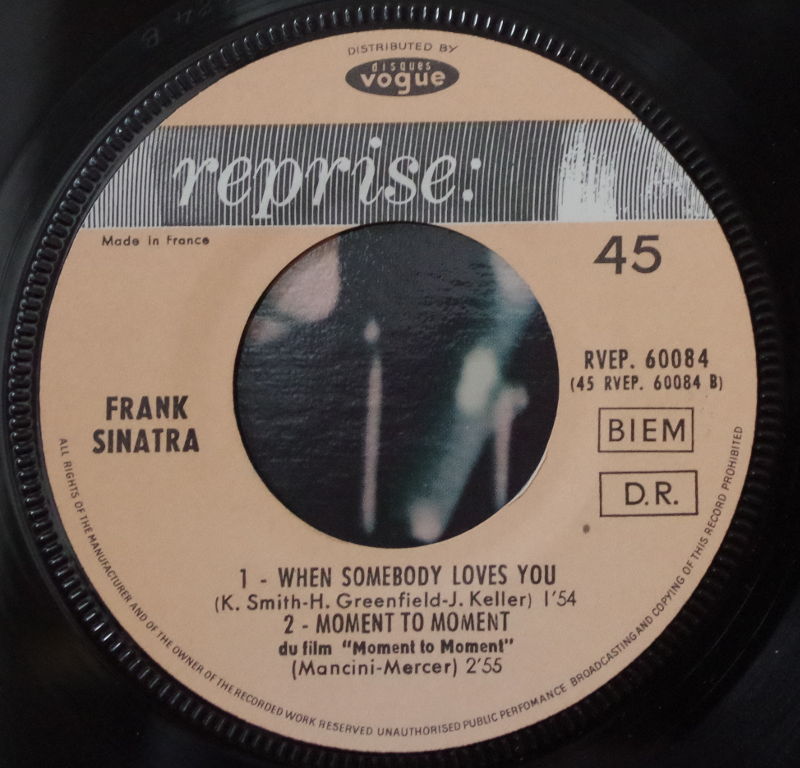 DISTRIBUTED BY
disques
vogue
reprise:
Made in France
45
RVEP. 60084
(45 RVEP. 60084 B)
BIEM
D.R.
FRANK
SINATRA
1 - WHEN SOMEBODY LOVES YOU
(K. Smith-H. Greenfield-J. Keller) 1'54
2 - MOMENT TO MOMENT
du film "Moment to Moment"
(Mancini-Mercer) 2'55
ALL RIGHTS OF THE MANUFACTURER AND OF THE OWNER OF THE RECORDED WORK RESERVED UNAUTHORISED PUBLIC PERFOMANCE BROADCASTING AND COPYING OF THIS RECORD PROHIBITED